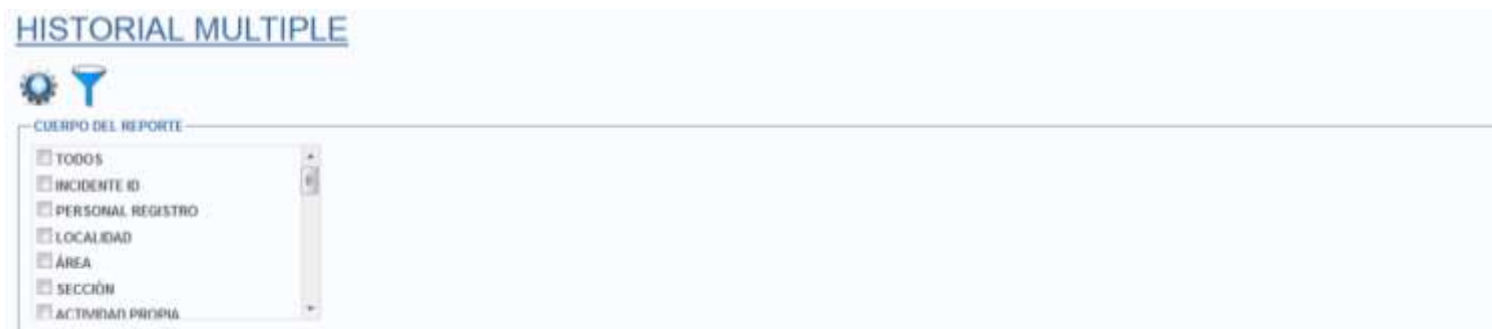 HISTORIAL MULTIPLE
CUERPO DEL REPORTE
TODOS
INCIDENTE ID
PERSONAL REGISTRO
LOCALIDAD
ÁREA
SECCIÓN
ACTIVIDAD PROPIA